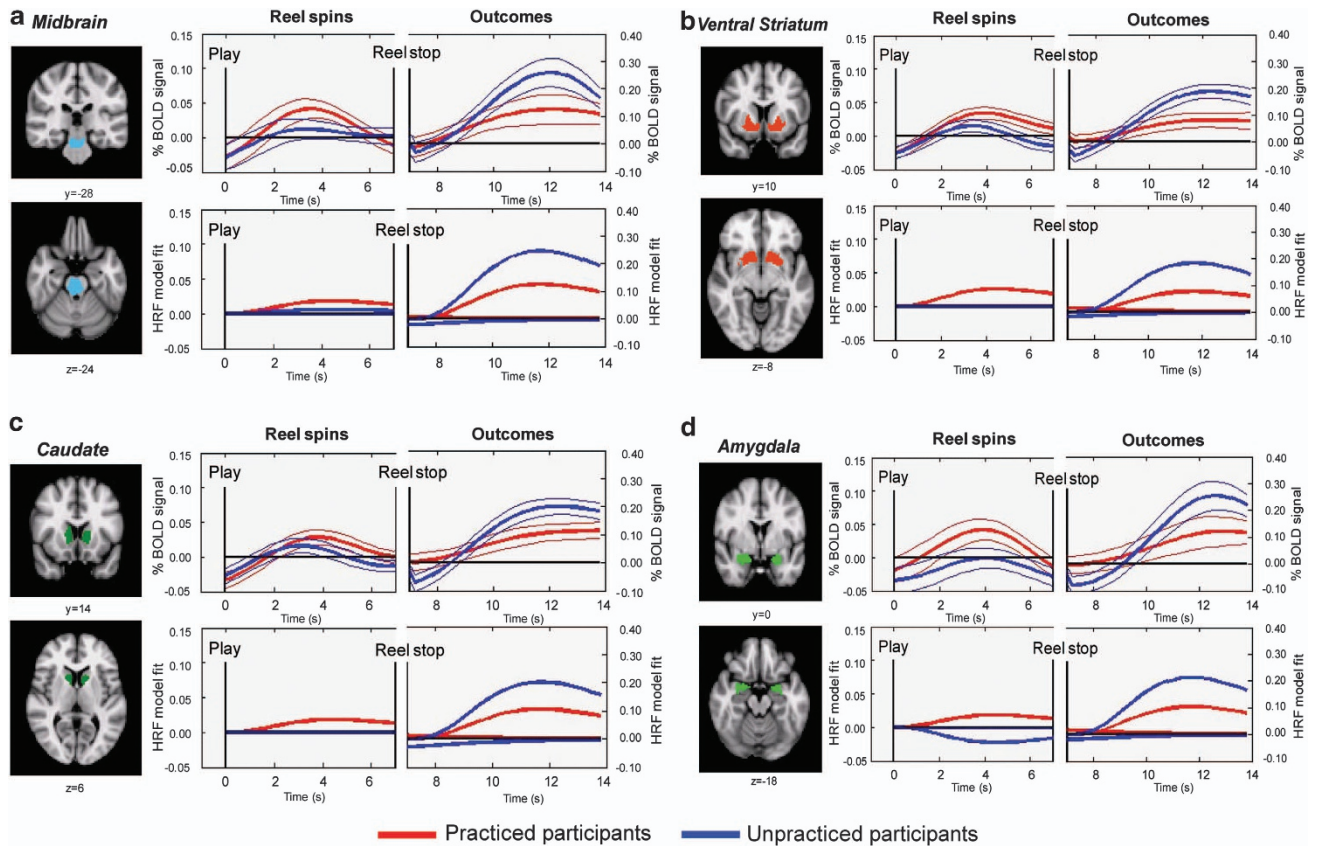 a
Midbrain
Reel spins
Outcomes
0.15
0.10
0.05
0.00
-0.05
% BOLD signal
Play
Reel stop
0.40
0.30
0.20
0.10
0.00
-0.10
% BOLD signal
0 2 4 6
8 10 12 14
Time (s)
Time (s)
y=-28
0.15
0.10
0.05
0.00
-0.05
HRF model fit
Play
Reel stop
0.40
0.30
0.20
0.10
0.00
-0.10
HRF model fit
0 2 4 6
8 10 12 14
Time (s)
Time (s)
z=-24
b
Ventral Striatum
Reel spins
Outcomes
0.15
0.10
0.05
0.00
-0.05
% BOLD signal
Play
Reel stop
0.40
0.30
0.20
0.10
0.00
-0.10
% BOLD signal
0 2 4 6
8 10 12 14
Time (s)
Time (s)
y=10
0.15
0.10
0.05
0.00
-0.05
HRF model fit
Play
Reel stop
0.40
0.30
0.20
0.10
0.00
-0.10
HRF model fit
0 2 4 6
8 10 12 14
Time (s)
Time (s)
z=-8
c
Caudate
Reel spins
Outcomes
0.15
0.10
0.05
0.00
-0.05
% BOLD signal
Play
Reel stop
0.40
0.30
0.20
0.10
0.00
-0.10
% BOLD signal
0 2 4 6
8 10 12 14
Time (s)
Time (s)
y=14
0.15
0.10
0.05
0.00
-0.05
HRF model fit
Play
Reel stop
0.40
0.30
0.20
0.10
0.00
-0.10
HRF model fit
0 2 4 6
8 10 12 14
Time (s)
Time (s)
z=6
d
Amygdala
Reel spins
Outcomes
0.15
0.10
0.05
0.00
-0.05
% BOLD signal
Play
Reel stop
0.40
0.30
0.20
0.10
0.00
-0.10
% BOLD signal
0 2 4 6
8 10 12 14
Time (s)
Time (s)
y=0
0.15
0.10
0.05
0.00
-0.05
HRF model fit
Play
Reel stop
0.40
0.30
0.20
0.10
0.00
-0.10
HRF model fit
0 2 4 6
8 10 12 14
Time (s)
Time (s)
z=-18
Practiced participants
Unpracticed participants